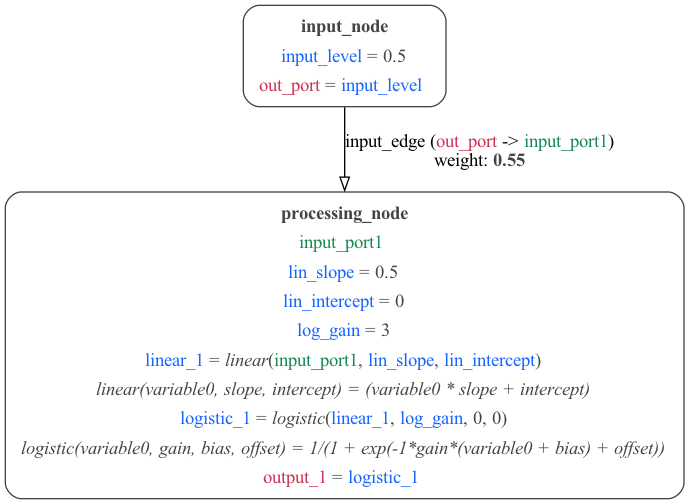 input_node
input_level = 0.5
out_port = input_level
input_edge (out_port -> input_port1)
weight: 0.55
processing_node
input_port1
lin_slope = 0.5
lin_intercept = 0
log_gain = 3
linear_1 = linear(input_port1, lin_slope, lin_intercept)
linear(variable0, slope, intercept) = (variable0 * slope + intercept)
logistic_1 = logistic(linear_1, log_gain, 0, 0)
logistic(variable0, gain, bias, offset) = 1/(1 + exp(-1*gain*(variable0 + bias) + offset))
output_1 = logistic_1